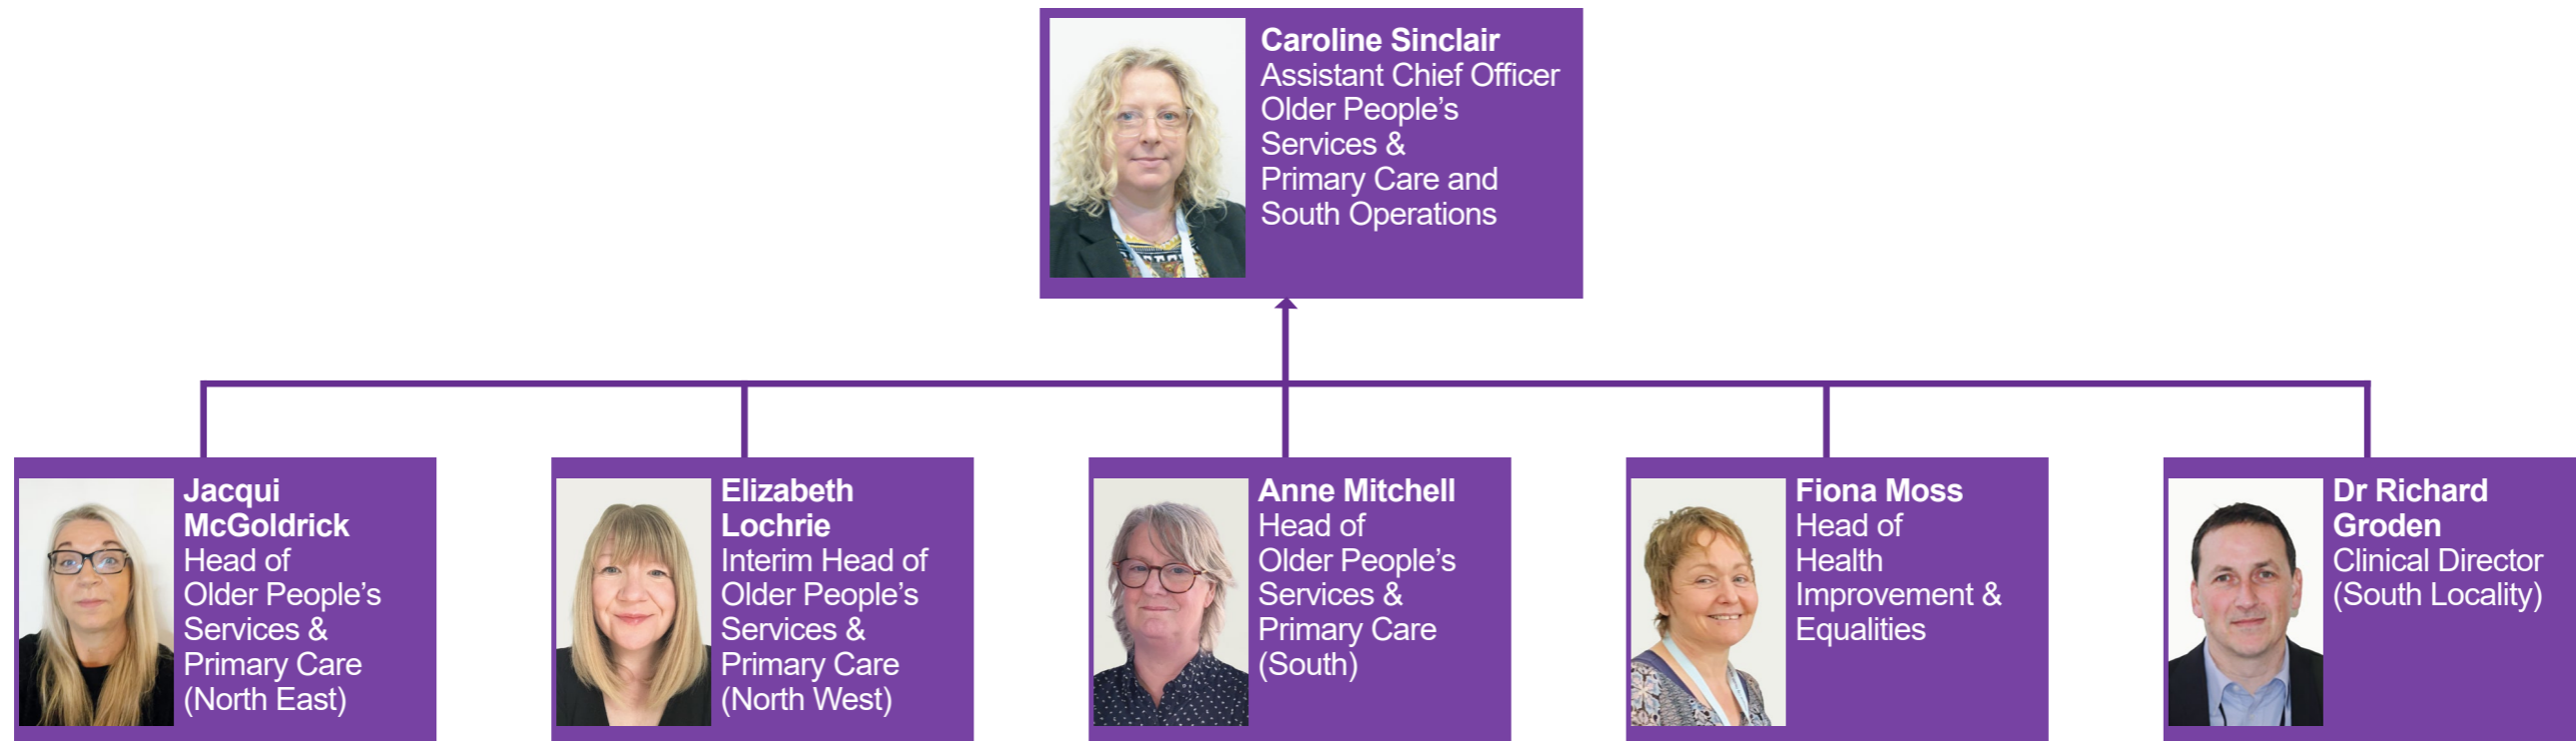 Caroline Sinclair
Assistant Chief Officer
Older People’s
Services &
Primary Care and
South Operations
Jacqui
McGoldrick
Head of
Older People’s
Services &
Primary Care
(North East)
Elizabeth
Lochrie
Interim Head of
Older People’s
Services &
Primary Care
(North West)
Anne Mitchell
Head of
Older People’s
Services &
Primary Care
(South)
Fiona Moss
Head of
Health
Improvement &
Equalities
Dr Richard
Groden
Clinical Director
(South Locality)